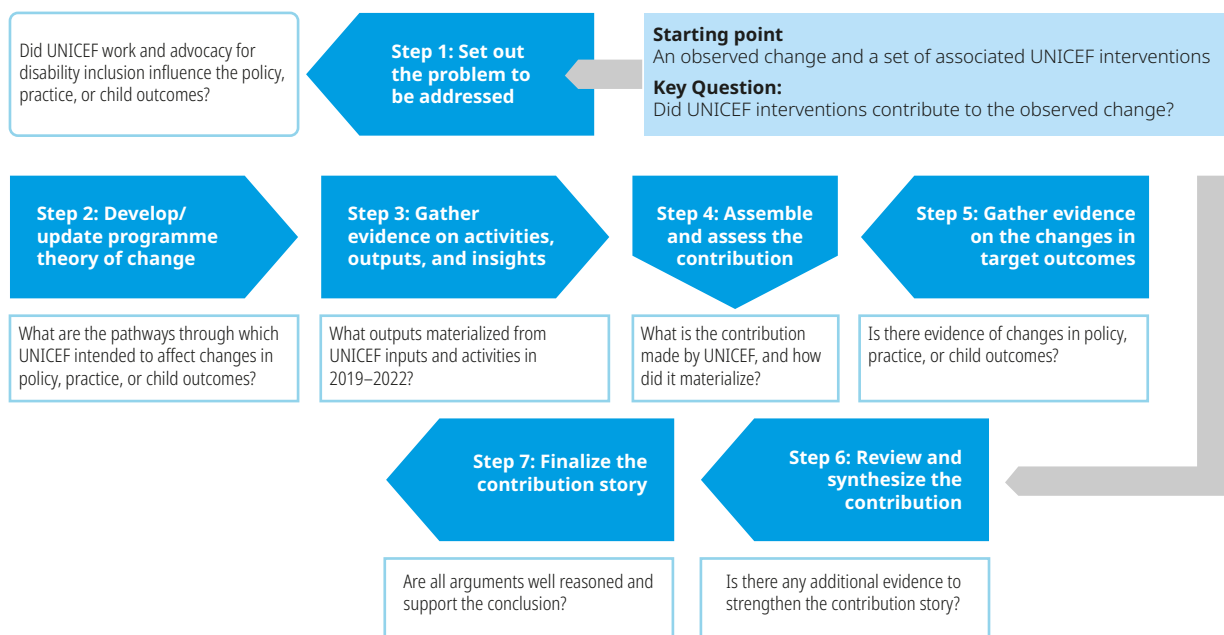 Did UNICEF work and advocacy for
disability inclusion influence the policy,
practice, or child outcomes?
Step 1: Set out
the problem to
be addressed
Starting point
An observed change and a set of associated UNICEF interventions
Key Question:
Did UNICEF interventions contribute to the observed change?
Step 2: Develop/
update programme
theory of change
What are the pathways through which
UNICEF intended to affect changes in
policy, practice, or child outcomes?
Step 3: Gather
evidence on activities,
outputs, and insights
What outputs materialized from
UNICEF inputs and activities in
2019–2022?
Step 4: Assemble
and assess the
contribution
What is the contribution
made by UNICEF, and how
did it materialize?
Step 5: Gather evidence
on the changes in
target outcomes
Is there evidence of changes in policy,
practice, or child outcomes?
Step 7: Finalize the
contribution story
Are all arguments well reasoned and
support the conclusion?
Step 6: Review and
synthesize the
contribution
Is there any additional evidence to
strengthen the contribution story?